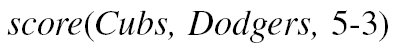 score(Cubs, Dodgers, 5-3)